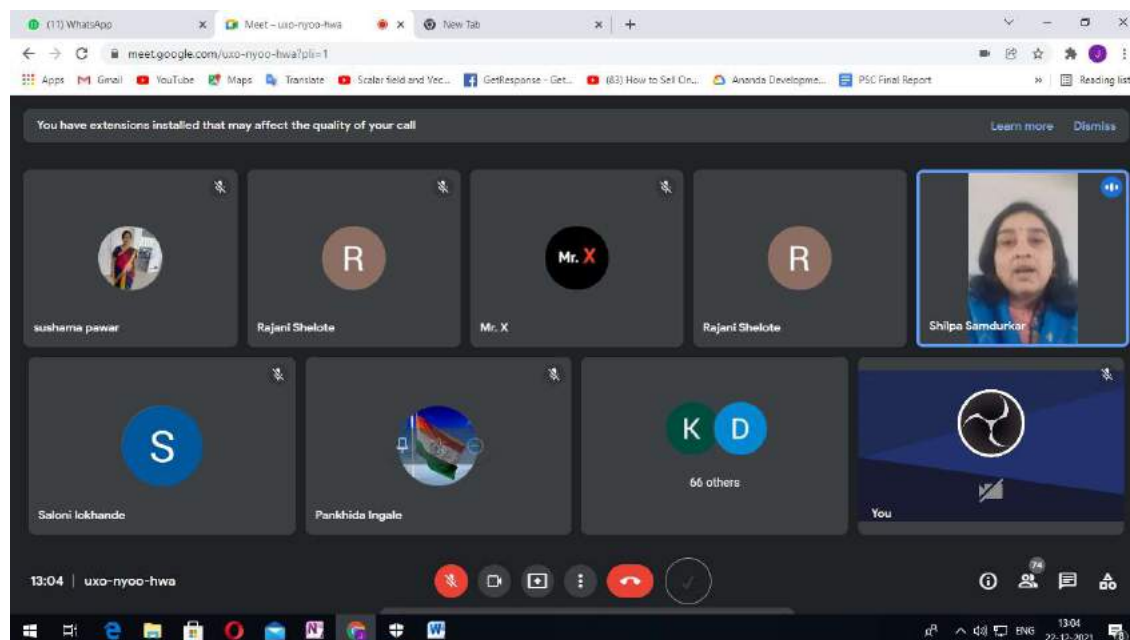 (17) WhatsApp
Meet – uxo-nyoo-hwa
New Tab
meet.google.com/uxo-nyoo-hwa?pli=1
J
Apps
Gmail
YouTube
Maps
Translate
Scalar field and Vec...
GetResponse - Get...
(83) How to Sell On...
Ananda Developme...
PSC Final Report
Reading list
You have extensions installed that may affect the quality of your call
Learn more
Dismiss
sushama pawar
R
Rajani Shelote
Mr. X
Mr. X
R
Rajani Shelote
Shilpa Samdurkar
S
Saloni lokhande
Pankhida Ingale
K D
66 others
You
13:04 | uxo-nyoo-hwa
74
N
W
ENG
13:04
22-12-2021